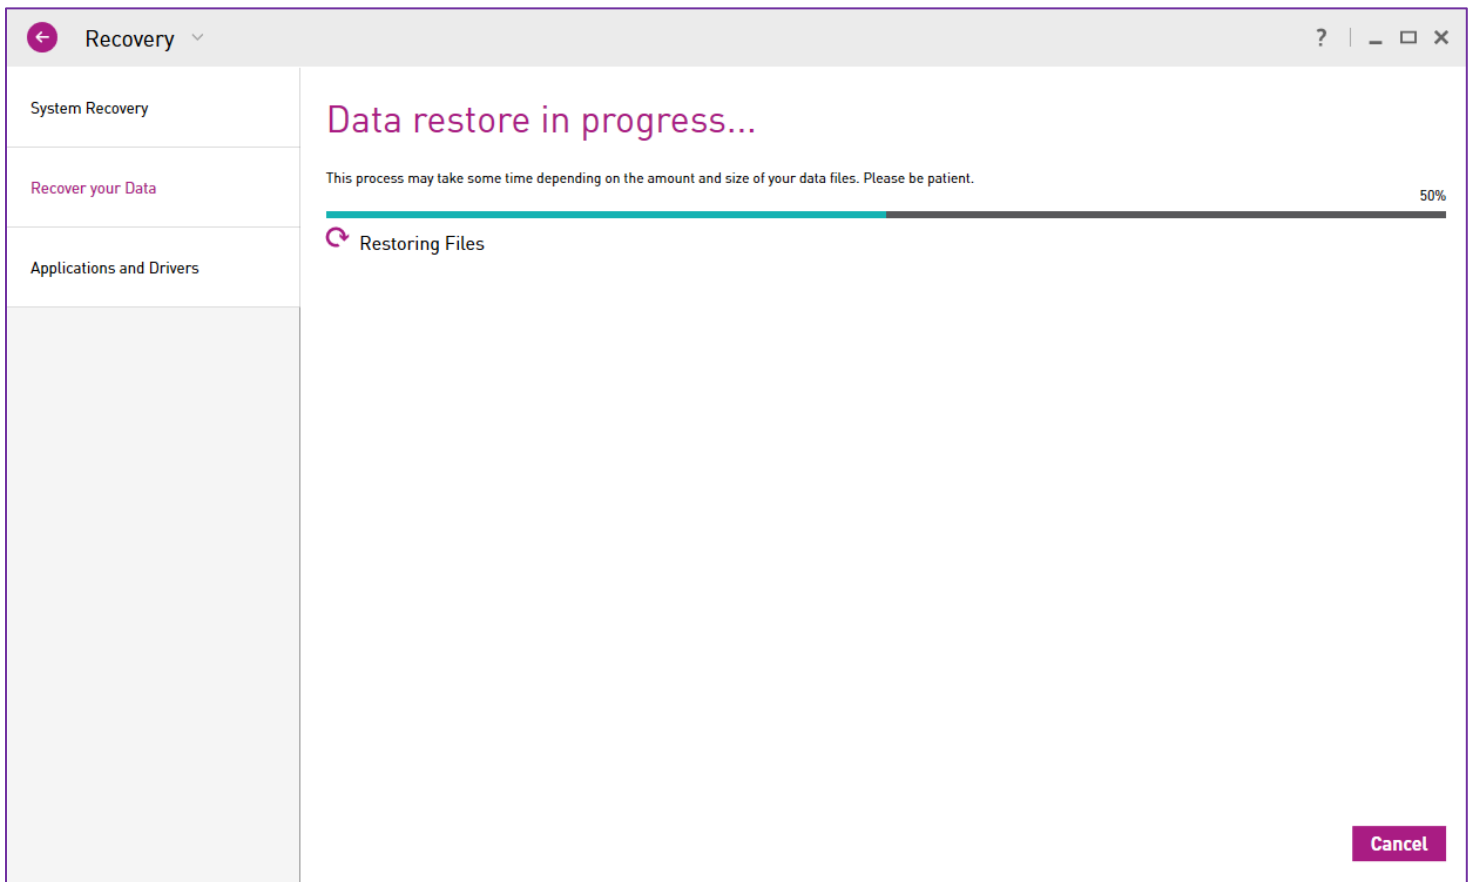 Recovery
?
System Recovery
Recover your Data
Applications and Drivers
Data restore in progress...
This process may take some time depending on the amount and size of your data files. Please be patient.
50%
Restoring Files
Cancel